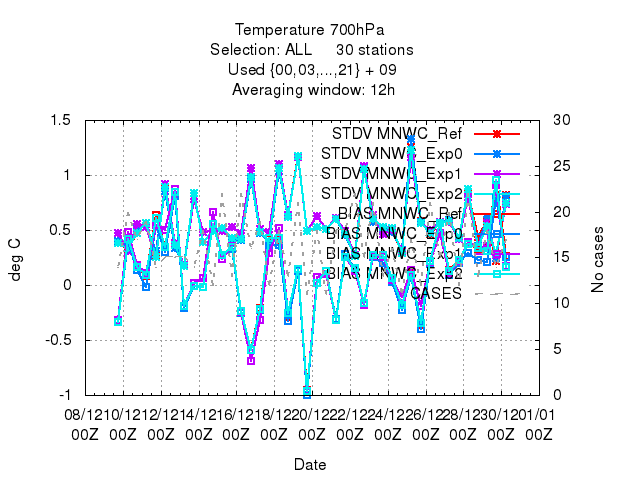 Temperature 700hPa
Selection: ALL 30 stations
Used {00,03,...,21} + 09
Averaging window: 12h
1.5
1
0.5
0
-0.5
-1
deg C
30
25
20
15
10
5
0
No cases
STDV MNWC_Ref
STDV MNWC_Exp0
STDV MNWC_Exp1
STDV MNWC_Exp2
BIAS MNWC_Ref
BIAS MNWC_Exp0
BIAS MNWC_Exp1
BIAS MNWC_Exp2
CASES
08/12 10/12 12/12 14/12 16/12 18/12 20/12 22/12 24/12 26/12 28/12 30/12 01/01
00Z 00Z 00Z 00Z 00Z 00Z 00Z 00Z 00Z 00Z 00Z 00Z 00Z
Date